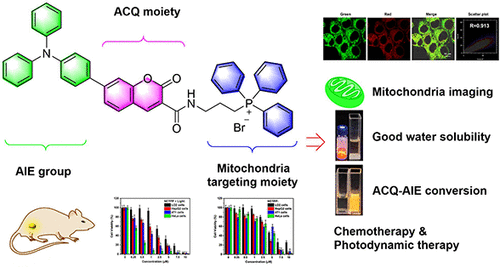 ACQ moiety
Green
Red
Merge
Scatter plot
R=0.913
N
O
O
O
N
H
P
+
−
Br
Mitochondria imaging
Good water solubility
ACQ-AIE conversion
Chemotherapy &
Photodynamic therapy
AIE group
Mitochondria
targeting moiety
Cell Viability (%)
Concentration (μM)
Cell Viability (%)
Concentration (μM)